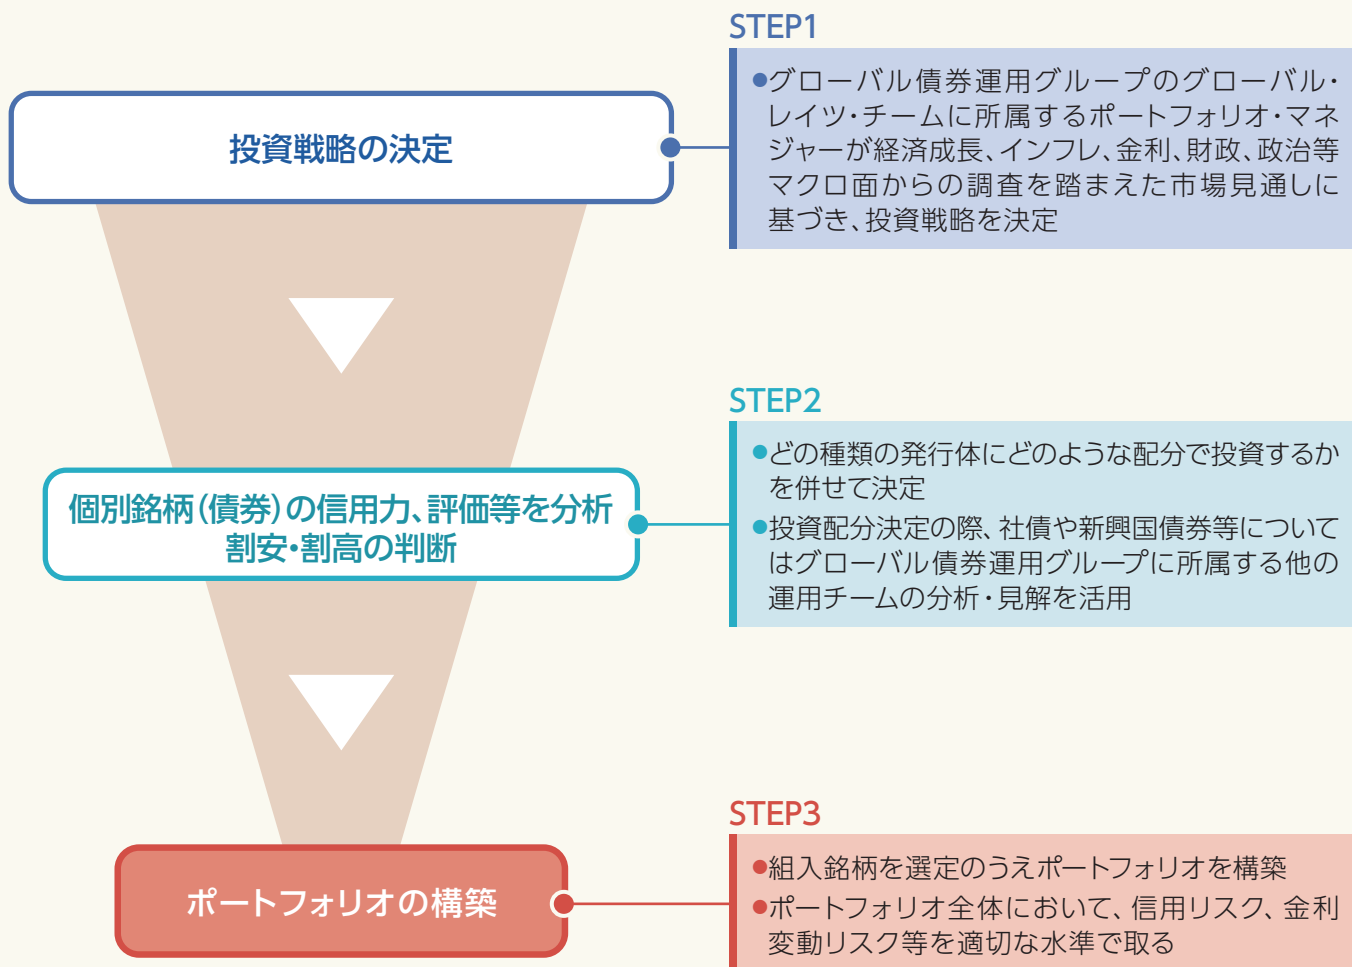 STEP1
投資戦略の決定
●グローバル債券運用グループのグローバル・
レイツ・チームに所属するポートフォリオ・マネ
ジャーが経済成長、インフレ、金利、財政、政治等
マクロ面からの調査を踏まえた市場見通しに
基づき、投資戦略を決定
STEP2
個別銘柄(債券)の信用力、評価等を分析
割安・割高の判断
●どの種類の発行体にどのような配分で投資するか
を併せて決定
●投資配分決定の際、社債や新興国債券等について
はグローバル債券運用グループに所属する他の
運用チームの分析・見解を活用
STEP3
ポートフォリオの構築
●組入銘柄を選定のうえポートフォリオを構築
●ポートフォリオ全体において、信用リスク、金利
変動リスク等を適切な水準で取る